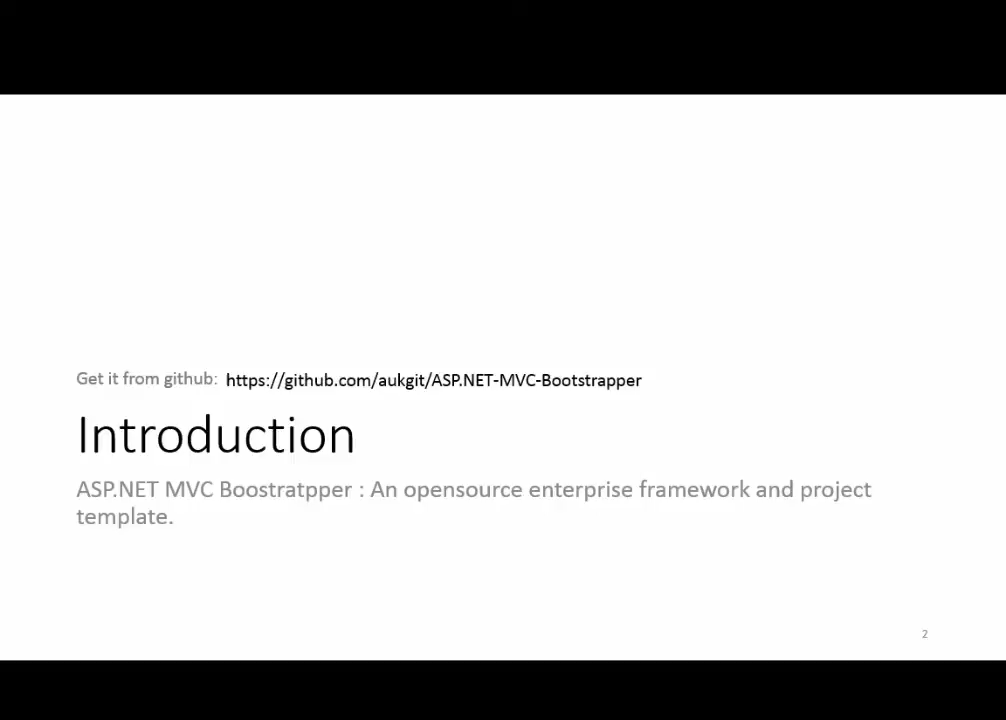 Get it from github: https://github.com/aukgit/ASP.NET-MVC-Bootstrapper
Introduction
ASP.NET MVC Boostratpper : An opensource enterprise framework and project
template.
2